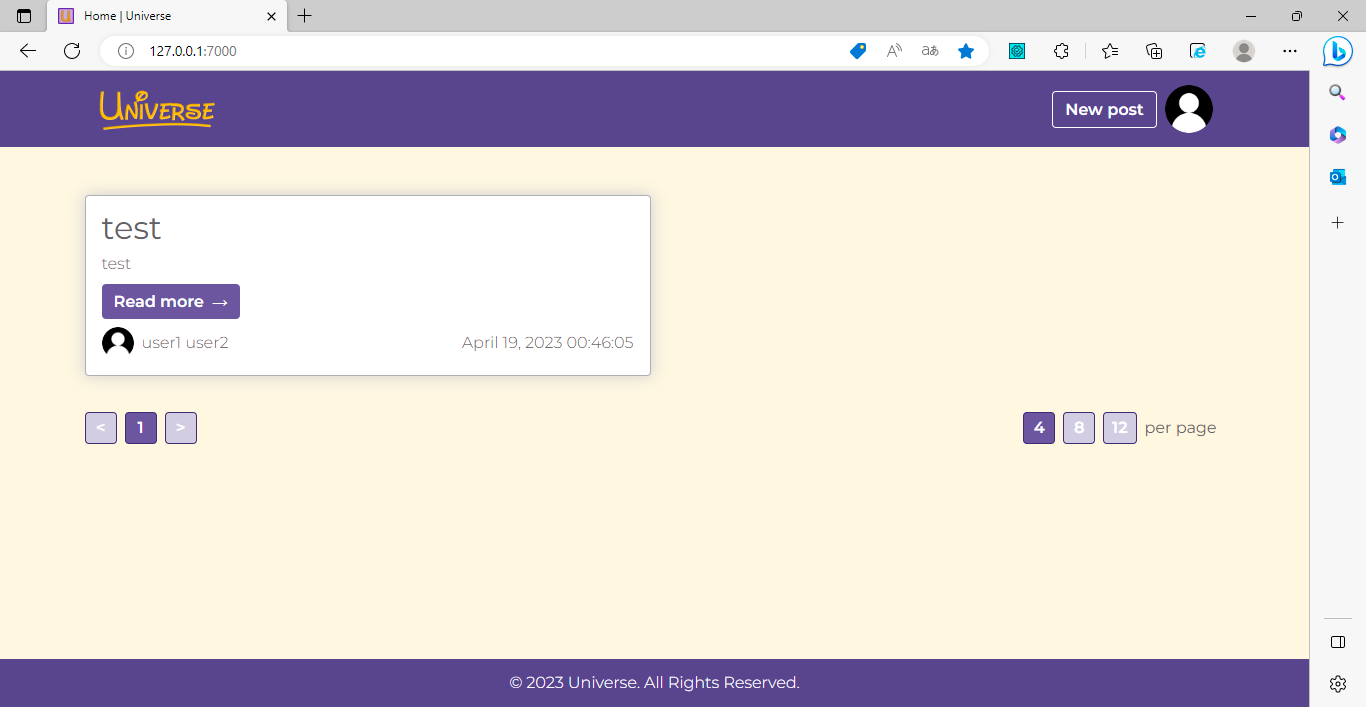 Home | Universe
127.0.0.1:7000
Universe
New post
test
test
Read more →
user1 user2
April 19, 2023 00:46:05
< 1 >
4 8 12 per page
© 2023 Universe. All Rights Reserved.